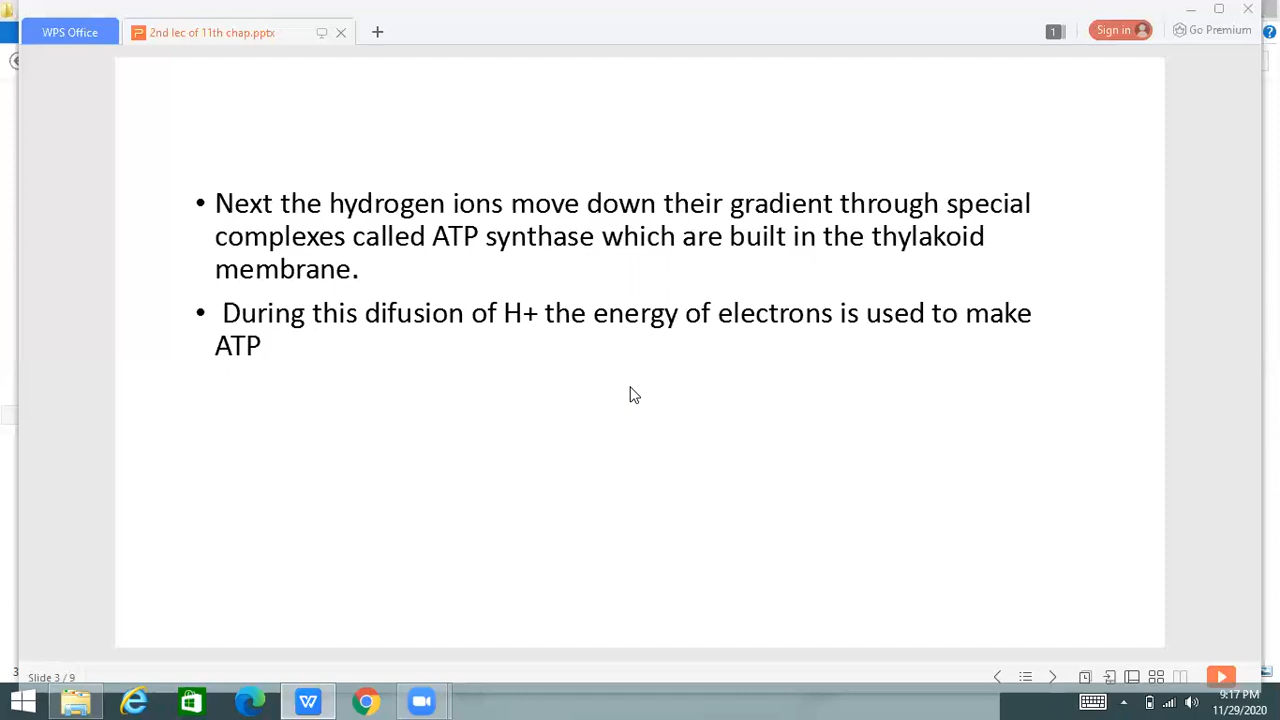 WPS Office
2nd lec of 11th chap.pptx
1
Sign in
Go Premium
• Next the hydrogen ions move down their gradient through special
complexes called ATP synthase which are built in the thylakoid
membrane.
• During this difusion of H+ the energy of electrons is used to make
ATP
Slide 3 / 9
9:17 PM
11/29/2020